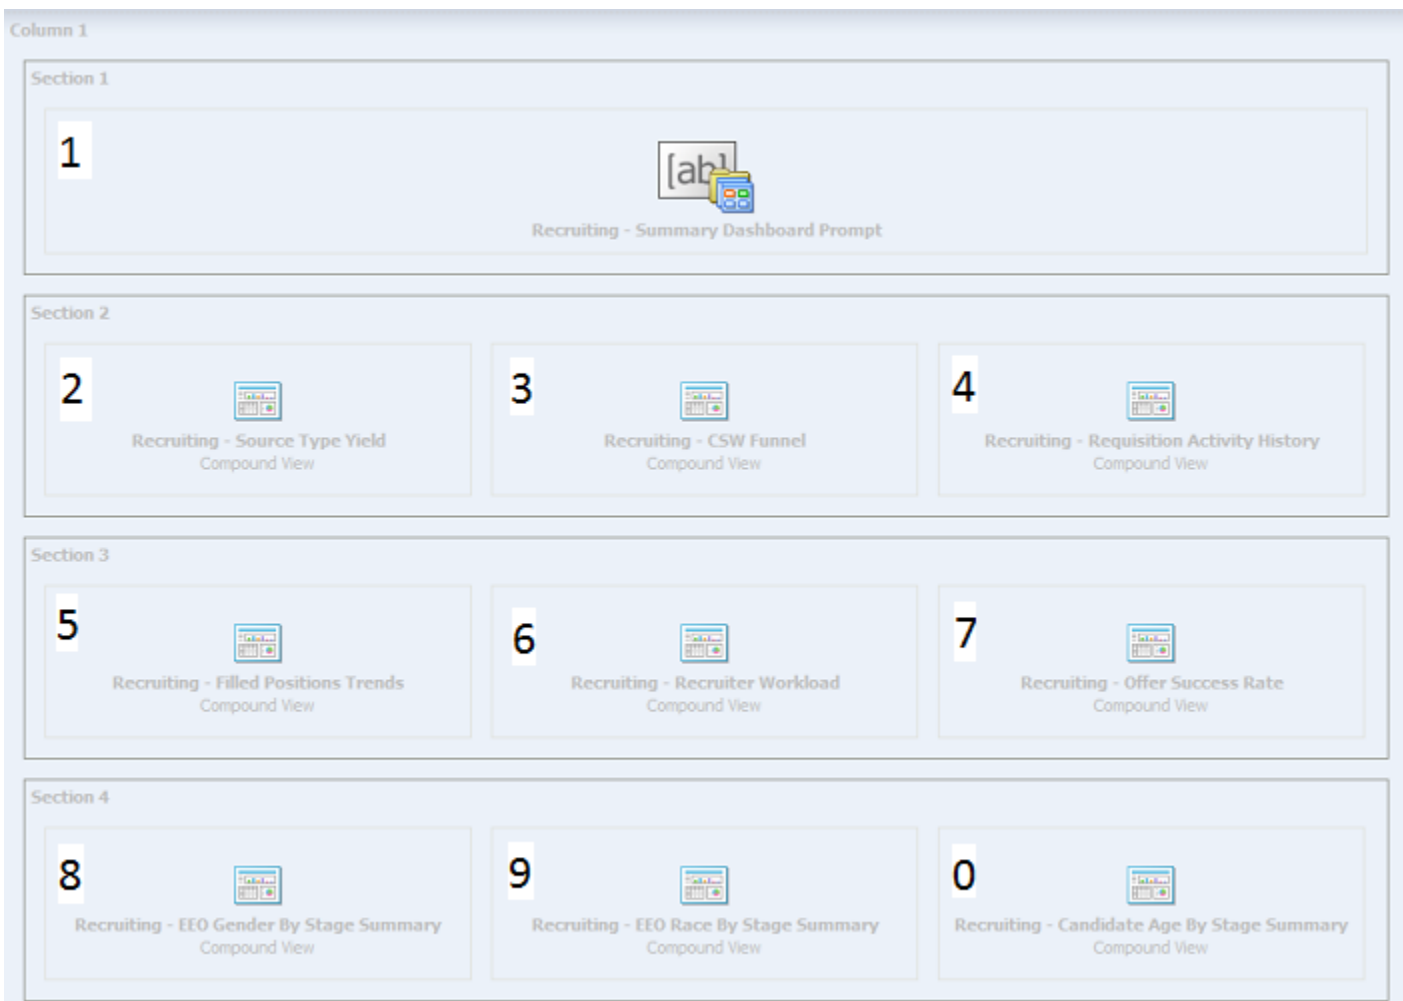 Column 1
Section 1
1
[ab]
Recruiting - Summary Dashboard Prompt
Section 2
2
3
4
Recruiting - Source Type Yield
Compound View
Recruiting - CSW Funnel
Compound View
Recruiting - Requisition Activity History
Compound View
Section 3
5
6
7
Recruiting - Filled Positions Trends
Compound View
Recruiting - Recruiter Workload
Compound View
Recruiting - Offer Success Rate
Compound View
Section 4
8
9
0
Recruiting - EEO Gender By Stage Summary
Compound View
Recruiting - EEO Race By Stage Summary
Compound View
Recruiting - Candidate Age By Stage Summary
Compound View